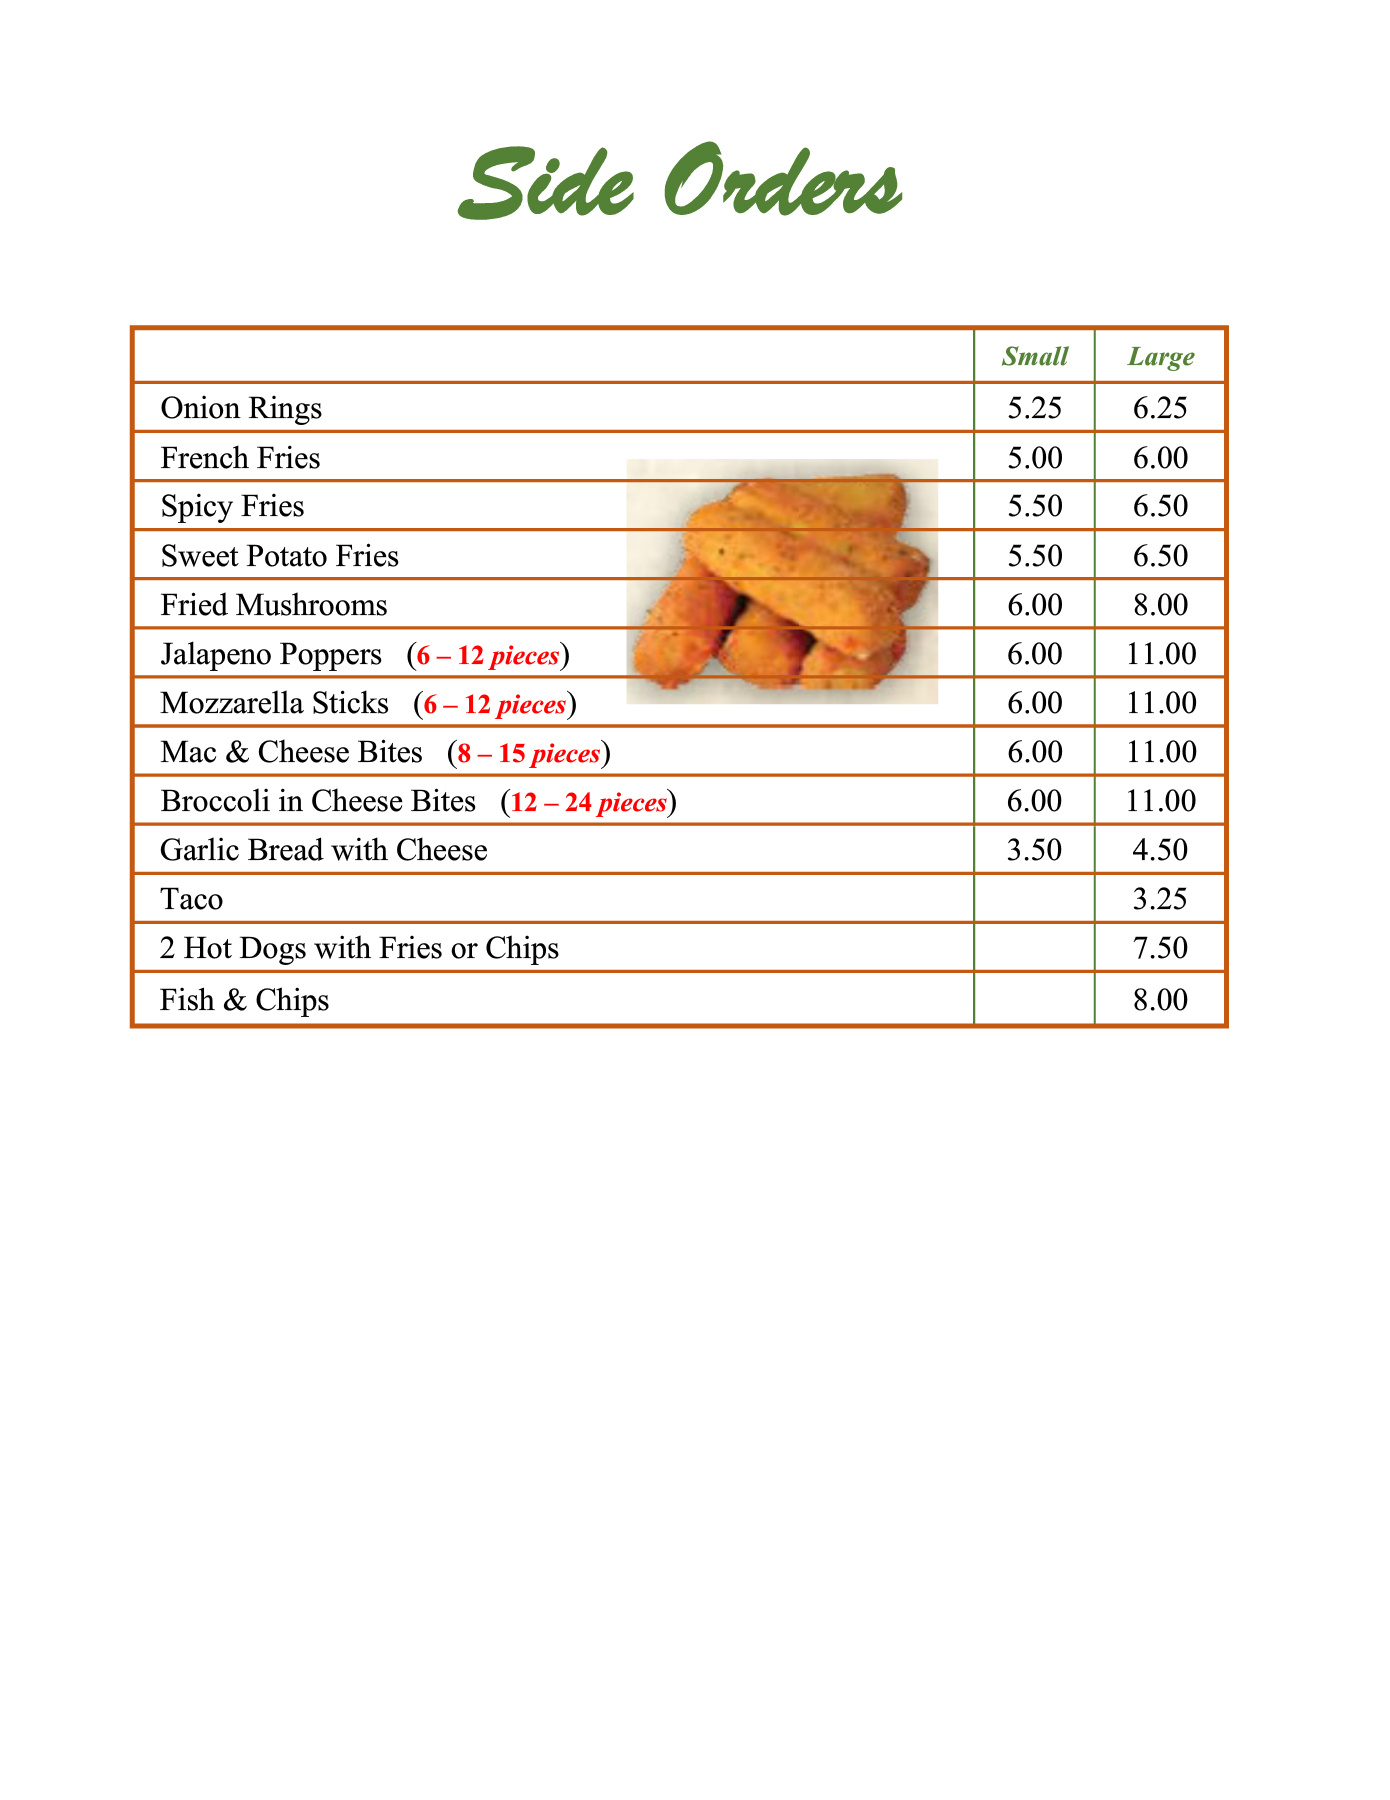 Side Orders
Small Large
Onion Rings 5.25 6.25
French Fries 5.00 6.00
Spicy Fries 5.50 6.50
Sweet Potato Fries 5.50 6.50
Fried Mushrooms 6.00 8.00
Jalapeno Poppers (6 – 12 pieces) 6.00 11.00
Mozzarella Sticks (6 – 12 pieces) 6.00 11.00
Mac & Cheese Bites (8 – 15 pieces) 6.00 11.00
Broccoli in Cheese Bites (12 – 24 pieces) 6.00 11.00
Garlic Bread with Cheese 3.50 4.50
Taco 3.25
2 Hot Dogs with Fries or Chips 7.50
Fish & Chips 8.00